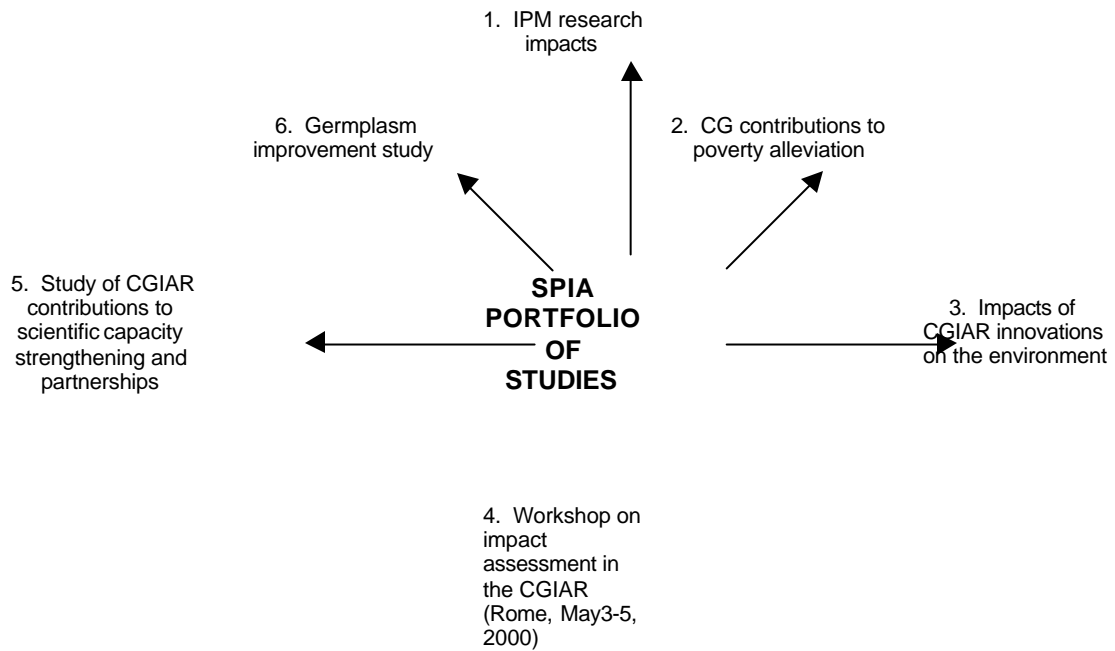 1. IPM research
impacts
6. Germplasm
improvement study
2. CG contributions to
poverty alleviation
5. Study of CGIAR
contributions to
scientific capacity
strengthening and
partnerships
SPIA
PORTFOLIO
OF
STUDIES
3. Impacts of
CGIAR innovations
on the environment
4. Workshop on
impact
assessment in
the CGIAR
(Rome, May3-5,
2000)